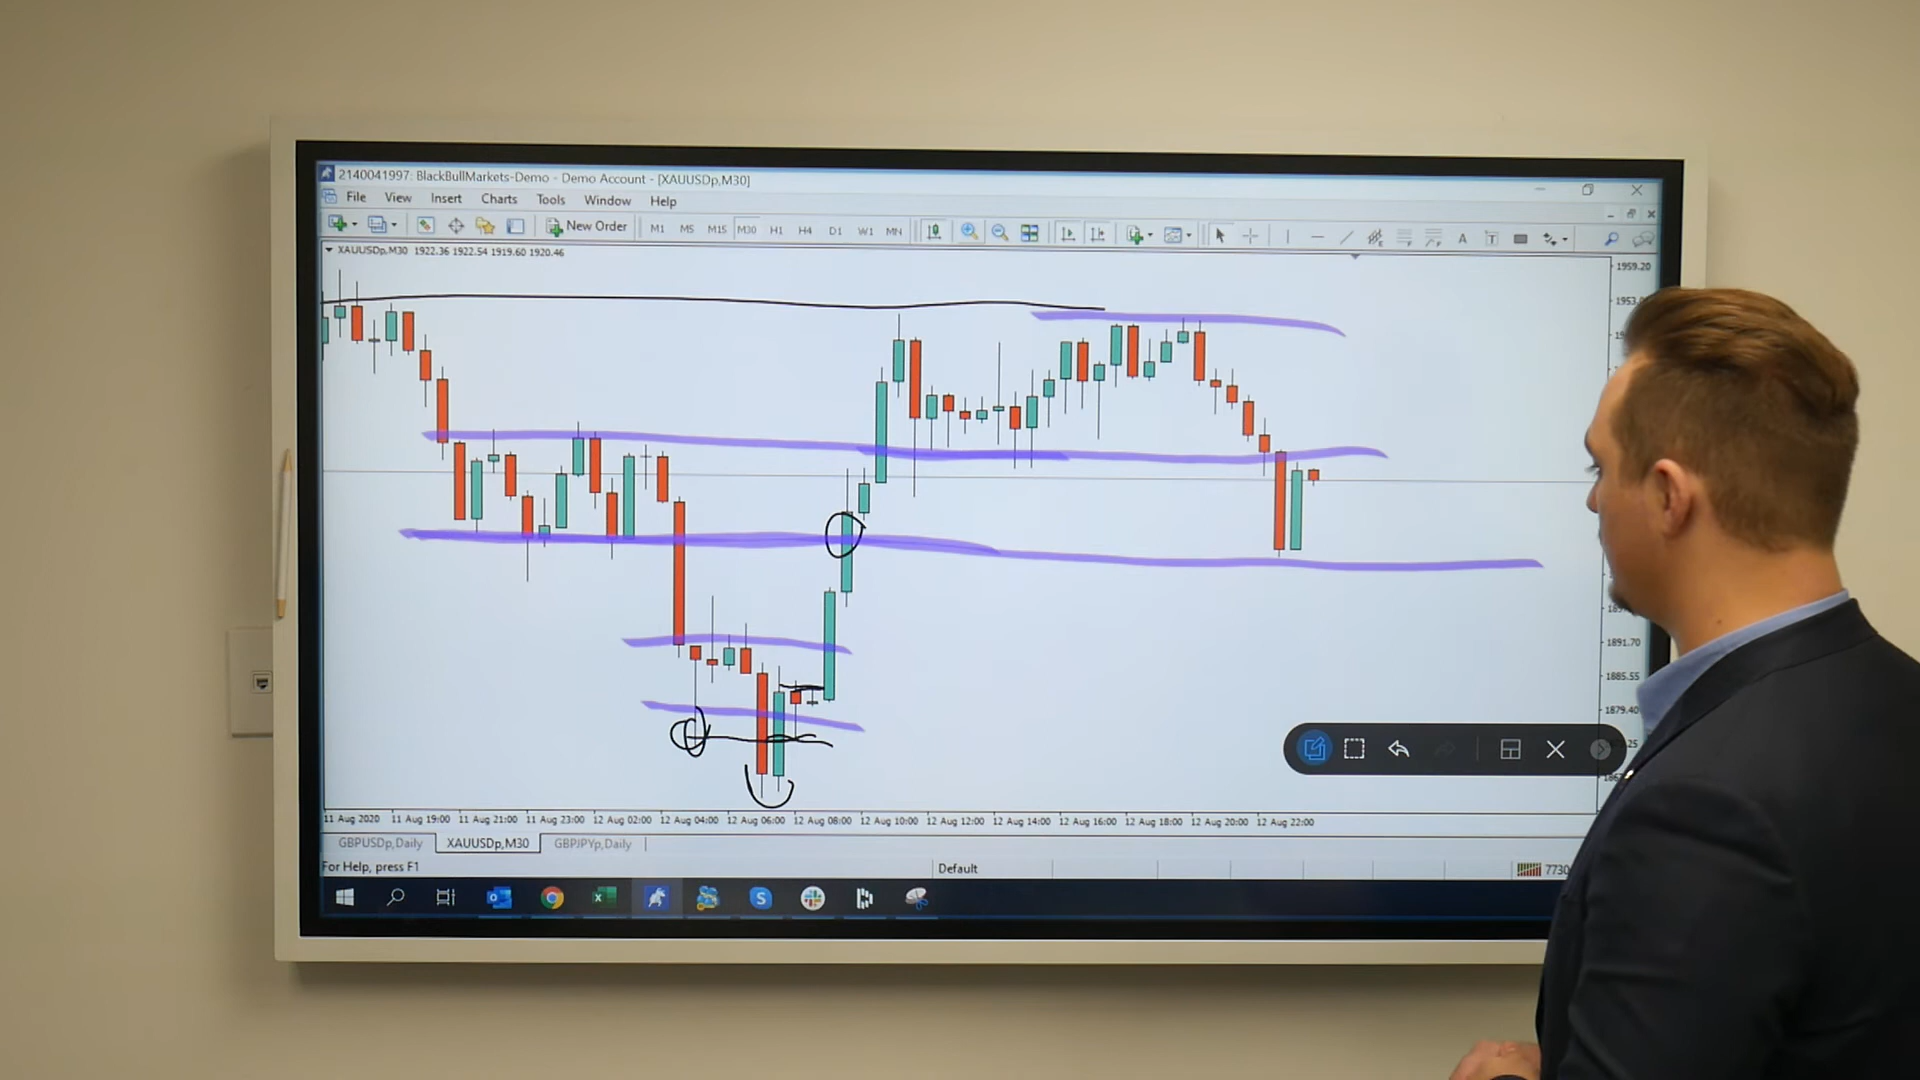 2140041997: BlackBullMarkets-Demo - Demo Account - [XAUUSDp,M30]
File View Insert Charts Tools Window Help
New Order M1 M5 M15 M30 H1 H4 D1 W1 MN
XAUUSDp,M30 1922.36 1922.54 1919.60 1920.46
1959.20
1891.70
1885.55
1879.40
11 Aug 2020 11 Aug 19:00 11 Aug 21:00 11 Aug 23:00 12 Aug 02:00 12 Aug 04:00 12 Aug 06:00 12 Aug 08:00 12 Aug 10:00 12 Aug 12:00 12 Aug 14:00 12 Aug 16:00 12 Aug 18:00 12 Aug 20:00 12 Aug 22:00
GBPUSDp,Daily XAUUSDp,M30 GBPJPYp,Daily
For Help, press F1 Default